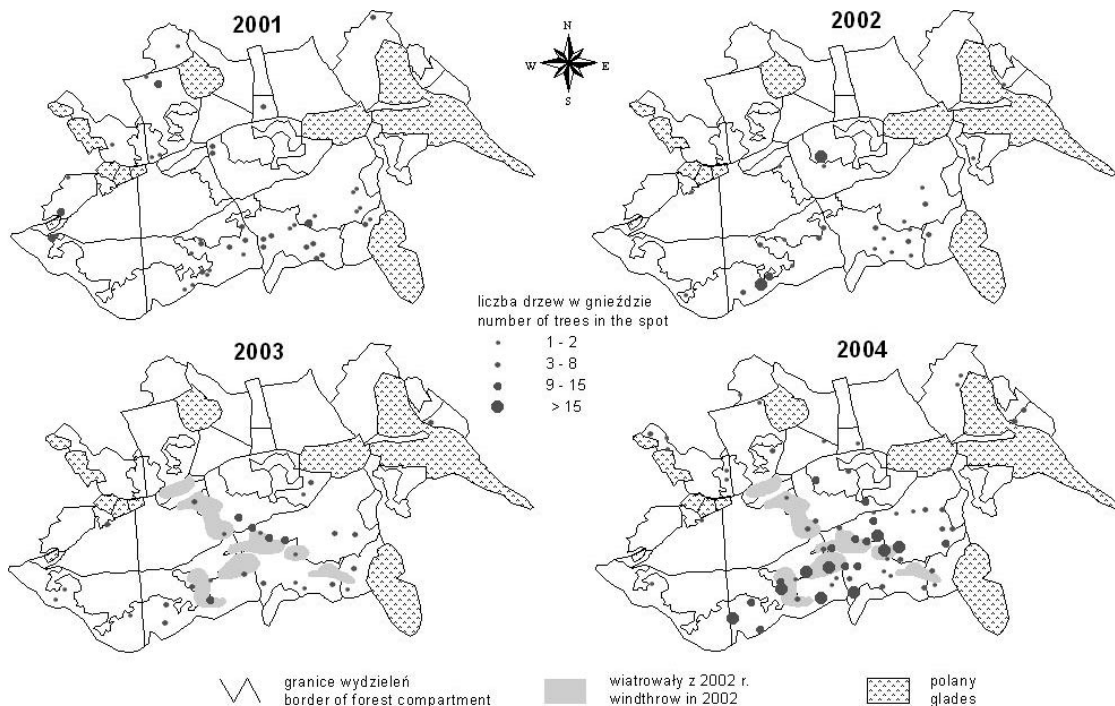 2001
2002
N
W E
S
liczba drzew w gnieździe
number of trees in the spot
1 - 2
3 - 8
9 - 15
> 15
2003
2004
granice wydzieleń
border of forest compartment
wiatrowały z 2002 r.
windthrow in 2002
polany
glades